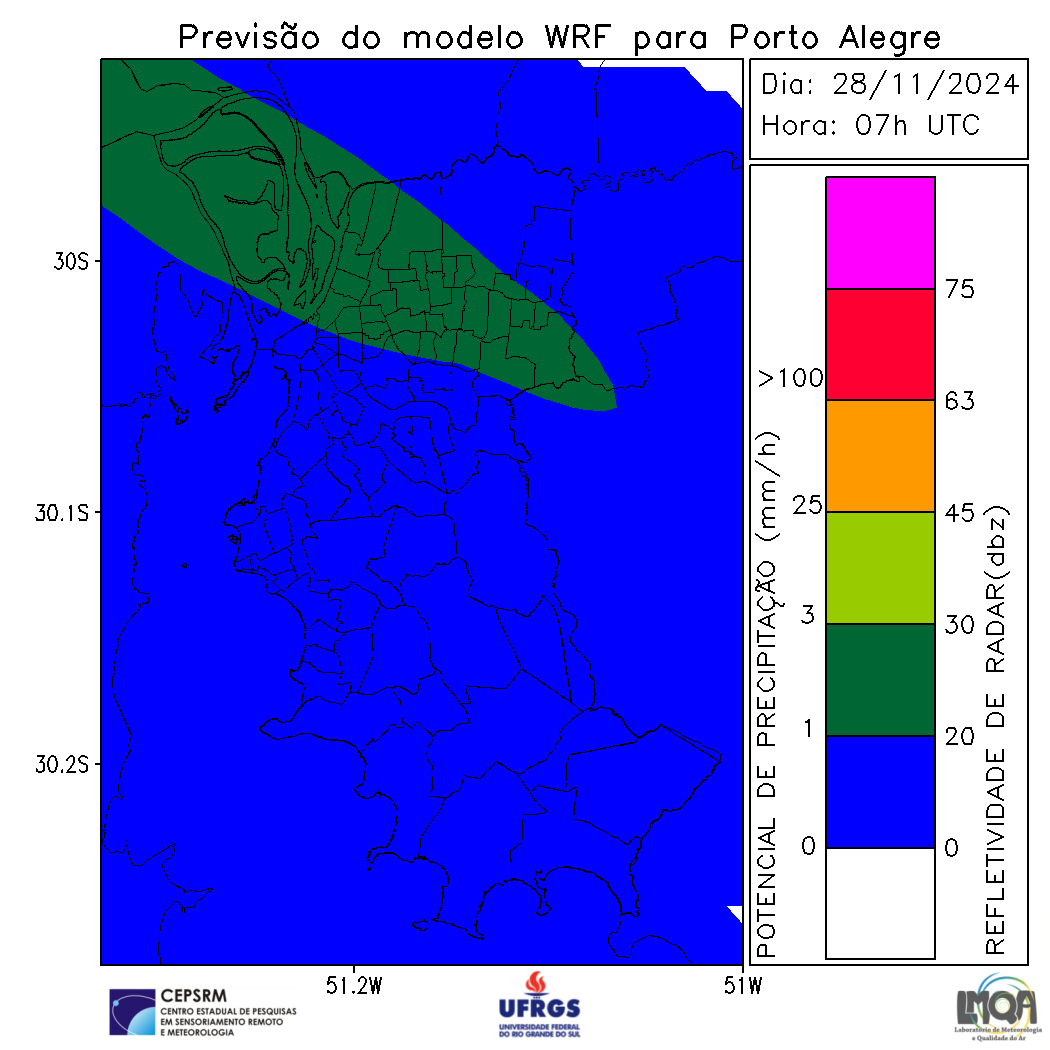 Previsão do modelo WRF para Porto Alegre
Dia: 28/11/2024
Hora: 07h UTC
30S
30.1S
30.2S
51.2W
51W
POTENCIAL DE PRECIPITAÇÃO (mm/h)
>100
25
3
1
0
75
63
45
30
20
0
REFLETIVIDADE DE RADAR(dbz)
CEPSRM
CENTRO ESTADUAL DE PESQUISAS
EM SENSORIAMENTO REMOTO
E METEOROLOGIA
UFRGS
UNIVERSIDADE FEDERAL
DO RIO GRANDE DO SUL
LMQA
Laboratório de Meteorologia
e Qualidade do Ar